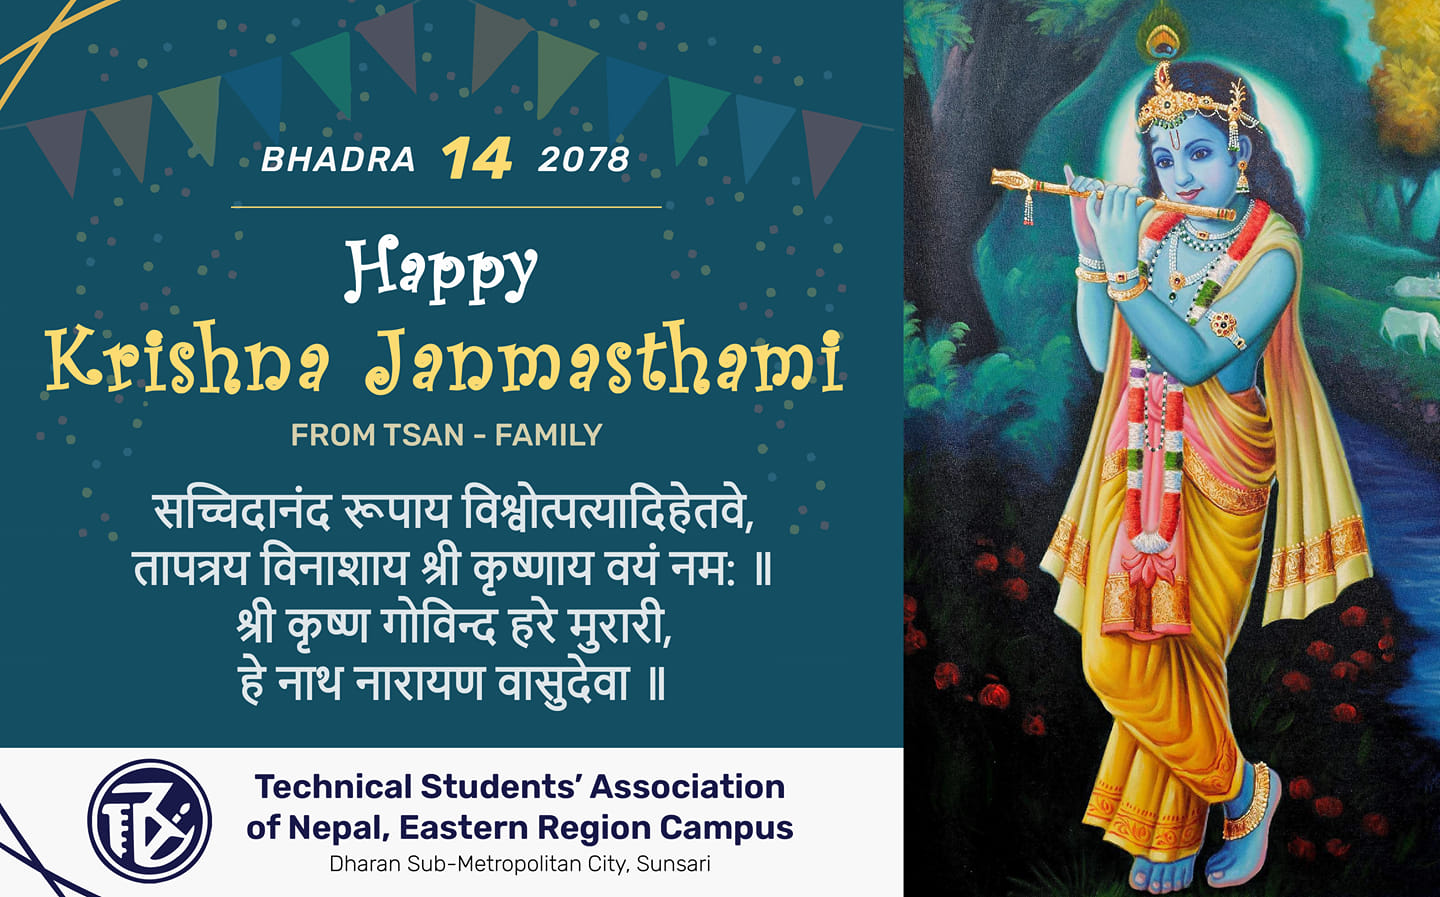 BHADRA 14 2078
Happy
Krishna Janmasthami
FROM TSAN - FAMILY
सच्चिदानंद रूपाय विश्वोत्पत्यादिहेतवे,
तापत्रय विनाशाय श्री कृष्णाय वयं नम: ॥
श्री कृष्ण गोविन्द हरे मुरारी,
हे नाथ नारायण वासुदेवा ॥
Technical Students’ Association
of Nepal, Eastern Region Campus
Dharan Sub-Metropolitan City, Sunsari